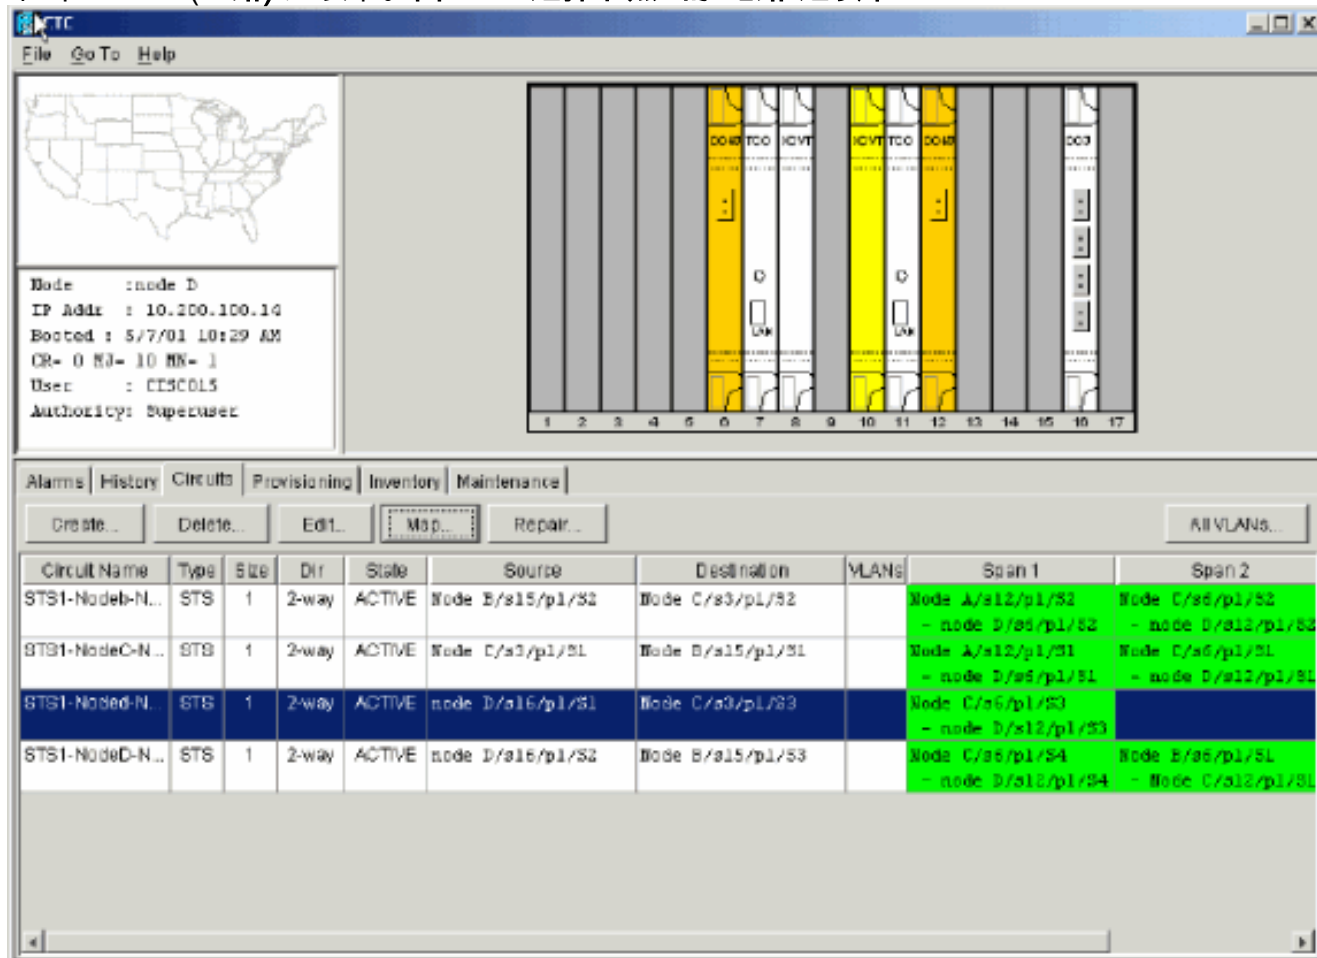 CTC
File Go To Help
Node :node D
IP Addr : 10.200.100.14
Booted : 5/7/01 10:29 AM
CR- 0 MJ- 10 MN- 1
User : CISCO15
Authority: Superuser
TCC XCVT XCVT TCC
LAN LAN
1 2 3 4 5 6 7 8 9 10 11 12 13 14 15 16 17
Alarms History Circuits Provisioning Inventory Maintenance
Create... Delete... Edit... Map... Repair... All VLANs...
Circuit Name Type Size Dir State Source Destination VLANs Span 1 Span 2
STS1-Nodeb-N... STS 1 2-way ACTIVE Node B/s15/p1/S2 Node C/s3/p1/S2 Node A/s12/p1/S2 Node C/s6/p1/S2
- node D/s6/p1/S2 - node D/s12/p1/S2
STS1-NodeC-N... STS 1 2-way ACTIVE Node C/s3/p1/S1 Node B/s15/p1/S1 Node A/s12/p1/S1 Node C/s6/p1/S1
- node D/s6/p1/S1 - node D/s12/p1/S1
STS1-Noded-N... STS 1 2-way ACTIVE node D/s16/p1/S1 Node C/s3/p1/S3 Node C/s6/p1/S3
- node D/s12/p1/S3
STS1-NodeD-N... STS 1 2-way ACTIVE node D/s16/p1/S2 Node B/s15/p1/S3 Node C/s6/p1/S4 Node B/s6/p1/S1
- node D/s12/p1/S4 - Node C/s12/p1/S1